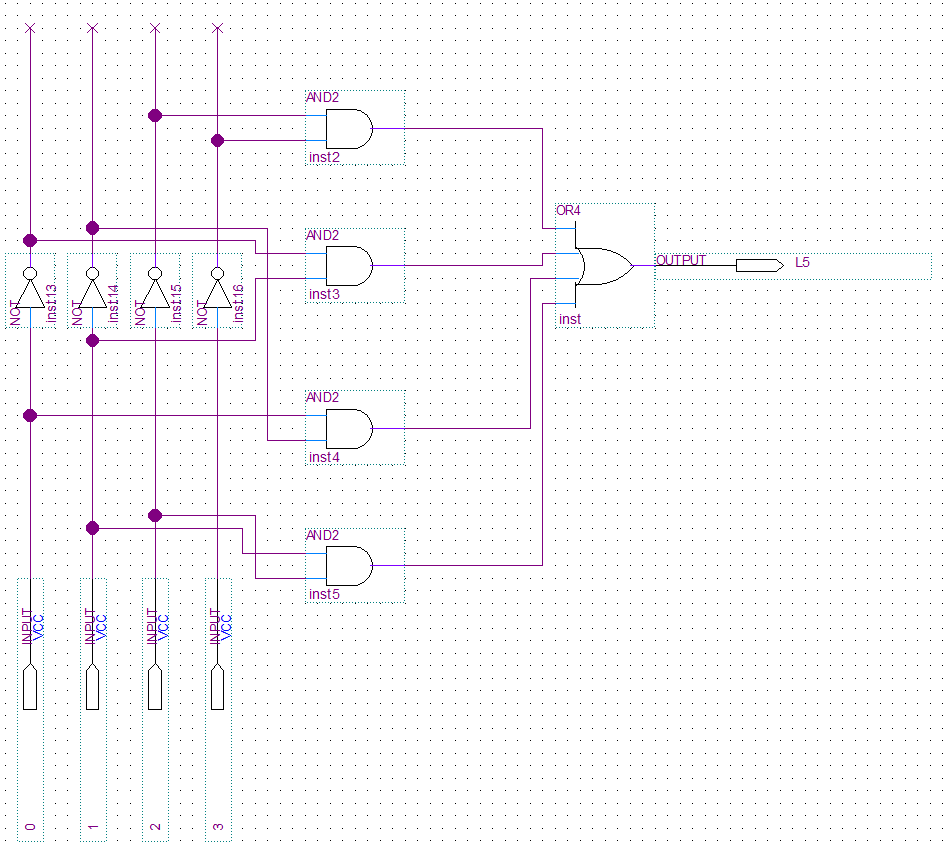 AND2
inst2
OR4
AND2
OUTPUT
L5
inst3
NOT
inst13
NOT
inst14
NOT
inst15
NOT
inst16
inst
AND2
inst4
AND2
inst5
INPUT
VCC
INPUT
VCC
INPUT
VCC
INPUT
VCC
0
1
2
3